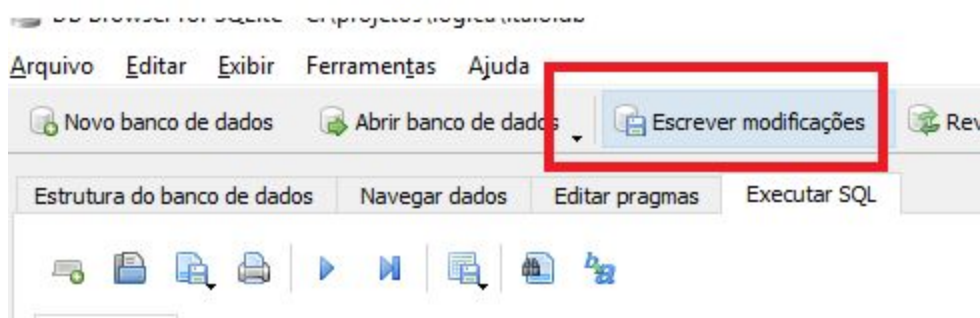 Arquivo Editar Exibir Ferramentas Ajuda
Novo banco de dados Abrir banco de dados Escrever modificações Rev
Estrutura do banco de dados Navegar dados Editar pragmas Executar SQL